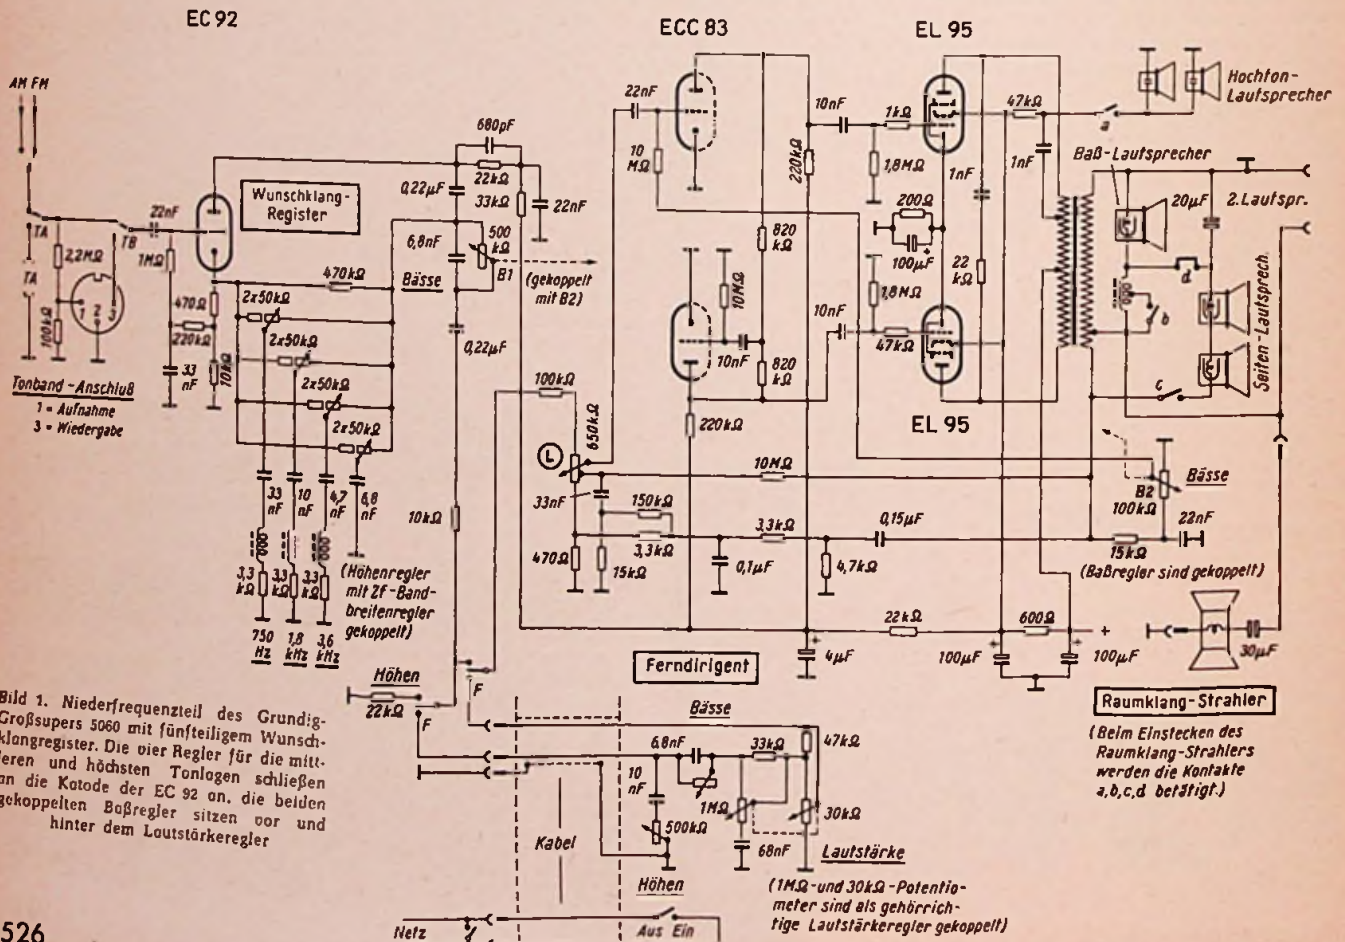 EC 92
ECC 83
EL 95
AM FM
680pF
22nF
10nF
1kΩ
47kΩ
a
Hochton-
Lautsprecher
Wunschklang-
Register
0,22µF
22kΩ
33kΩ
22nF
10
MΩ
220kΩ
1,8MΩ
1nF
1nF
Baß-Lautsprecher
20µF
2.Lautspr.
TA
TB
22nF
2,2MΩ
1MΩ
6,8nF
500
kΩ
B1
200Ω
100µF
+
820
kΩ
22
kΩ
d
b
TA
1
2
3
100kΩ
470Ω
220kΩ
470kΩ
Bässe
(gekoppelt
mit B2)
10MΩ
1,8MΩ
10nF
47kΩ
Seiten-Lautsprech.
2x50kΩ
2x50kΩ
2x50kΩ
2x50kΩ
0,22µF
10nF
820
kΩ
c
33
nF
10kΩ
Tonband-Anschluß
1 = Aufnahme
3 = Wiedergabe
100kΩ
EL 95
220kΩ
L
650kΩ
10MΩ
B2
100kΩ
Bässe
33
nF
10
nF
4,7
nF
6,8
nF
10kΩ
33nF
150kΩ
3,3kΩ
3,3kΩ
0,15µF
22nF
15kΩ
(Baßregler sind gekoppelt)
470Ω
15kΩ
0,1µF
4,7kΩ
3,3
kΩ
3,3
kΩ
3,3
kΩ
(Höhenregler
mit Zf-Band-
breitenregler
gekoppelt)
750
Hz
1,8
kHz
3,6
kHz
22kΩ
600Ω
+
+
4µF
100µF
+
+
100µF
30µF
Ferndirigent
Raumklang-Strahler
(Beim Einstecken des
Raumklang-Strahlers
werden die Kontakte
a,b,c,d betätigt.)
Höhen
22kΩ
F
F
Bässe
6,8nF
33kΩ
47kΩ
10
nF
1MΩ
30kΩ
500kΩ
68nF
Kabel
Lautstärke
Höhen
(1MΩ-und 30kΩ-Potentio-
meter sind als gehörrich-
tige Lautstärkeregler gekoppelt)
Netz
Aus Ein
Bild 1. Niederfrequenzteil des Grundig-
Großsupers 5060 mit fünfteiligem Wunsch-
klangregister. Die vier Regler für die mitt-
leren und höchsten Tonlagen schließen
an die Katode der EC 92 an, die beiden
gekoppelten Baßregler sitzen vor und
hinter dem Lautstärkeregler
526